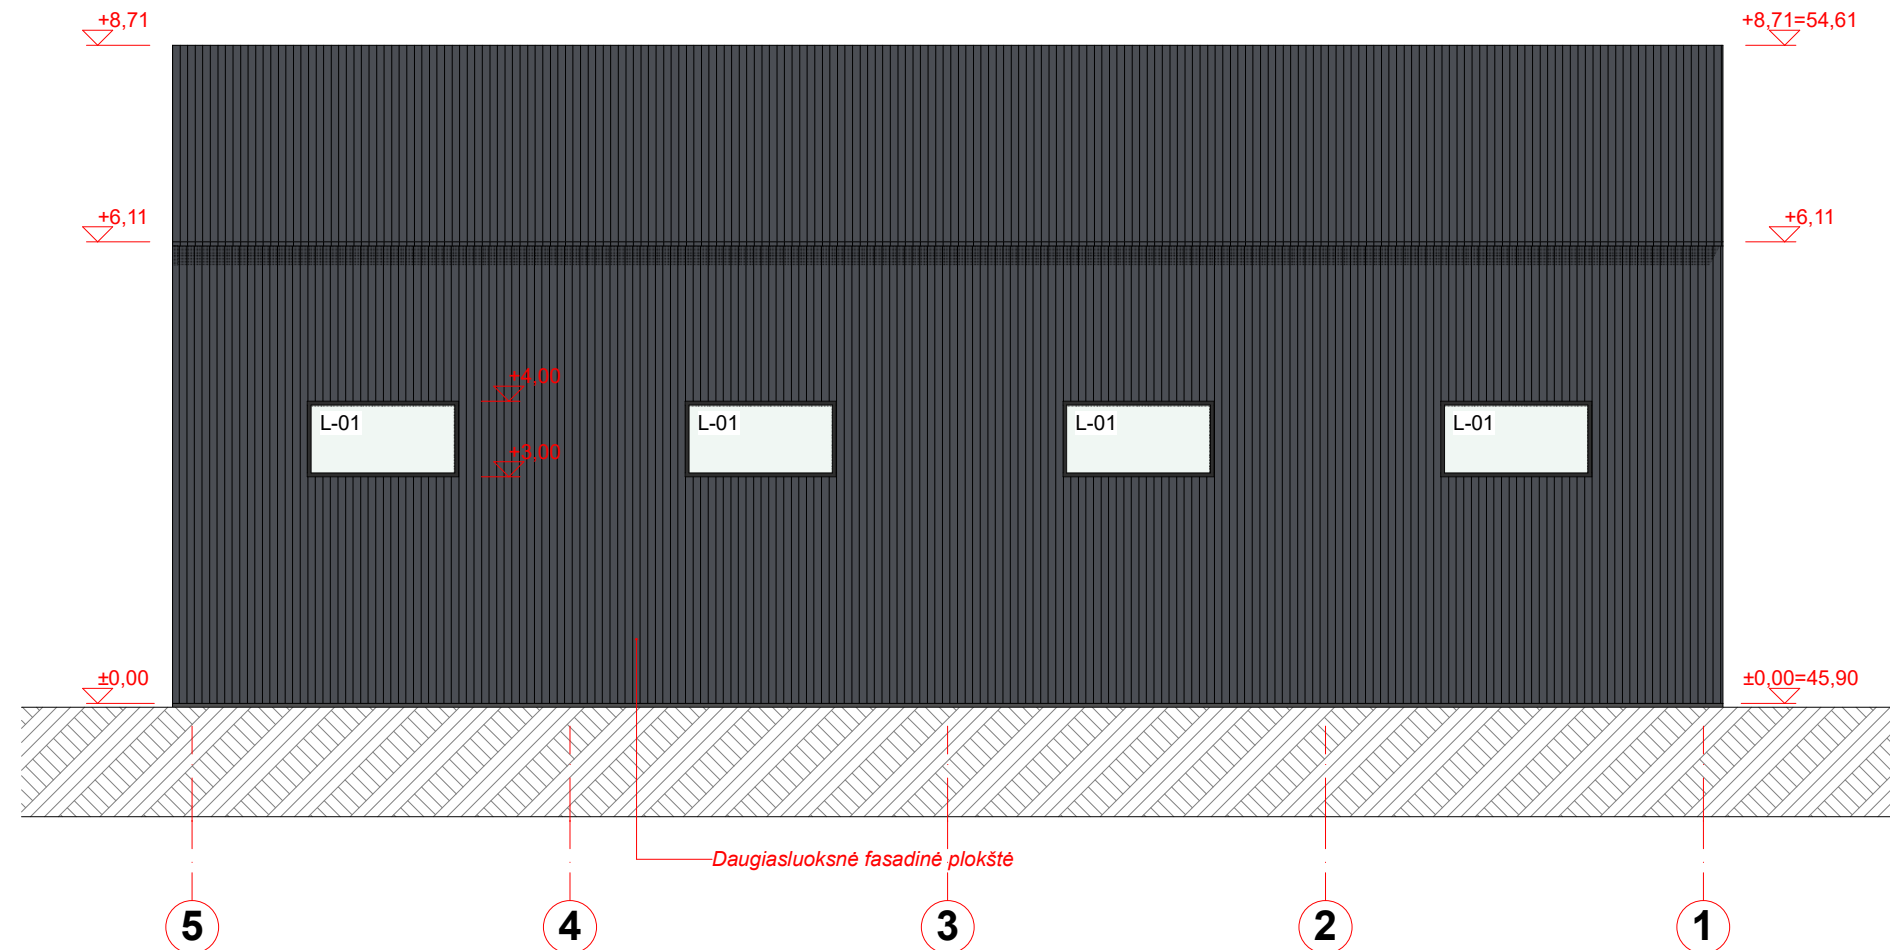 +8,71
+8,71=54,61
+6,11
+6,11
+4,00
L-01
L-01
L-01
L-01
+3,00
±0,00
±0,00=45,90
Daugiasluoksnė fasadinė plokštė
5
4
3
2
1